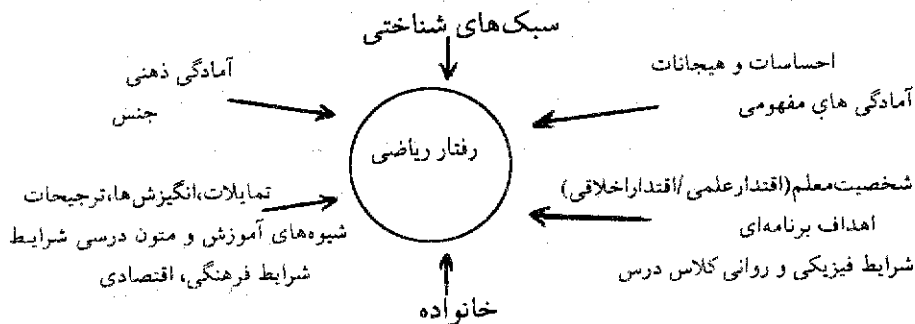 سبک‌های شناختی
احساسات و هیجانات
آمادگی های مفهومی
آمادگی ذهنی
جنس
رفتار ریاضی
شخصیت‌معلم(اقتدارعلمی/اقتداراخلاقی)
اهداف برنامه‌ای
شرایط فیزیکی و روانی کلاس درس
تمایلات،انگیزش‌ها،ترجیحات
شیوه‌های آموزش و متون درسی شرایط
شرایط فرهنگی، اقتصادی
خانواده